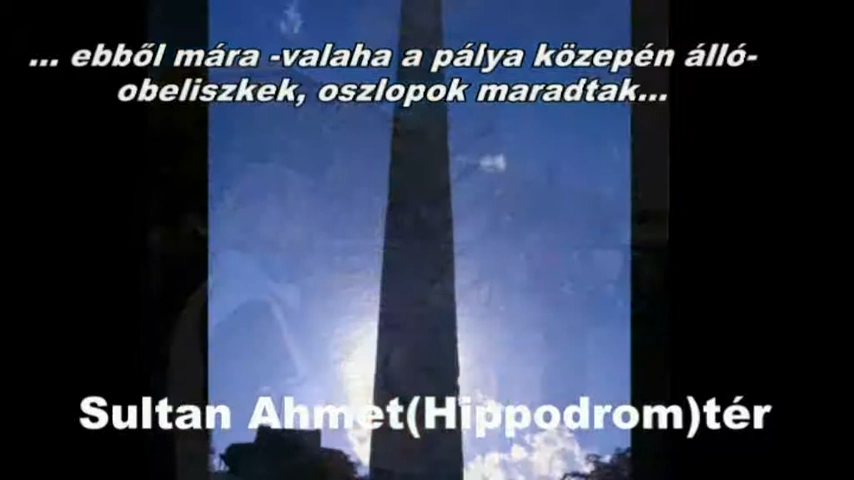 ... ebből mára -valaha a pálya közepén álló-
obeliszkek, oszlopok maradtak...
Sultan Ahmet(Hippodrom)tér